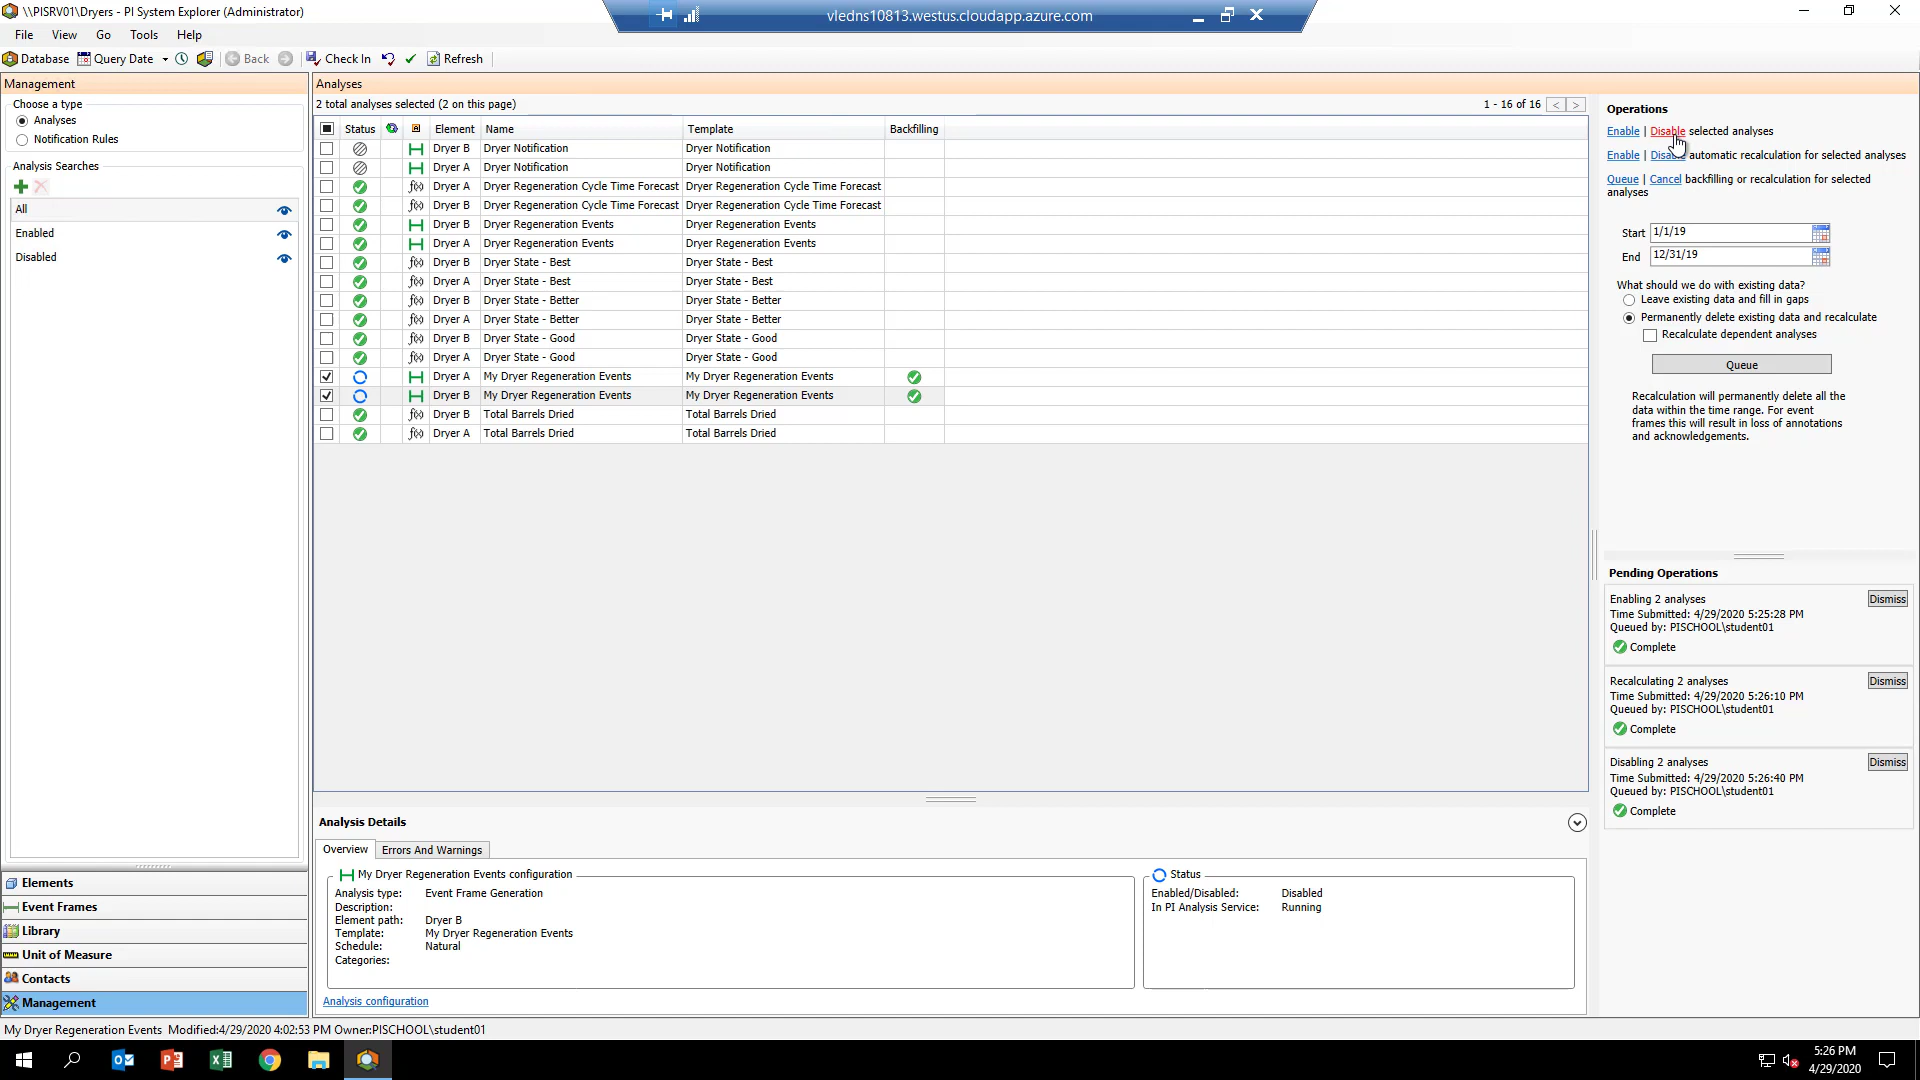 \\PISRV01\Dryers - PI System Explorer (Administrator)
vledns10813.westus.cloudapp.azure.com
File View Go Tools Help
Database Query Date Back Check In Refresh
Management
Choose a type
Analyses
Notification Rules
Analysis Searches
All
Enabled
Disabled
Elements
Event Frames
Library
Unit of Measure
Contacts
Management
Analyses
2 total analyses selected (2 on this page) 1 - 16 of 16 < >
Status Element Name Template Backfilling
Dryer B Dryer Notification Dryer Notification
Dryer A Dryer Notification Dryer Notification
f(x) Dryer A Dryer Regeneration Cycle Time Forecast Dryer Regeneration Cycle Time Forecast
f(x) Dryer B Dryer Regeneration Cycle Time Forecast Dryer Regeneration Cycle Time Forecast
Dryer B Dryer Regeneration Events Dryer Regeneration Events
Dryer A Dryer Regeneration Events Dryer Regeneration Events
f(x) Dryer B Dryer State - Best Dryer State - Best
f(x) Dryer A Dryer State - Best Dryer State - Best
f(x) Dryer B Dryer State - Better Dryer State - Better
f(x) Dryer A Dryer State - Better Dryer State - Better
f(x) Dryer B Dryer State - Good Dryer State - Good
f(x) Dryer A Dryer State - Good Dryer State - Good
Dryer A My Dryer Regeneration Events My Dryer Regeneration Events
Dryer B My Dryer Regeneration Events My Dryer Regeneration Events
f(x) Dryer B Total Barrels Dried Total Barrels Dried
f(x) Dryer A Total Barrels Dried Total Barrels Dried
Analysis Details
Overview Errors And Warnings
My Dryer Regeneration Events configuration
Analysis type: Event Frame Generation
Description:
Element path: Dryer B
Template: My Dryer Regeneration Events
Schedule: Natural
Categories:
Status
Enabled/Disabled: Disabled
In PI Analysis Service: Running
Analysis configuration
Operations
Enable | Disable selected analyses
Enable | Disable automatic recalculation for selected analyses
Queue | Cancel backfilling or recalculation for selected
analyses
Start 1/1/19
End 12/31/19
What should we do with existing data?
Leave existing data and fill in gaps
Permanently delete existing data and recalculate
Recalculate dependent analyses
Queue
Recalculation will permanently delete all the
data within the time range. For event
frames this will result in loss of annotations
and acknowledgements.
Pending Operations
Enabling 2 analyses Dismiss
Time Submitted: 4/29/2020 5:25:28 PM
Queued by: PISCHOOL\student01
Complete
Recalculating 2 analyses Dismiss
Time Submitted: 4/29/2020 5:26:10 PM
Queued by: PISCHOOL\student01
Complete
Disabling 2 analyses Dismiss
Time Submitted: 4/29/2020 5:26:40 PM
Queued by: PISCHOOL\student01
Complete
My Dryer Regeneration Events Modified:4/29/2020 4:02:53 PM Owner:PISCHOOL\student01
5:26 PM
4/29/2020